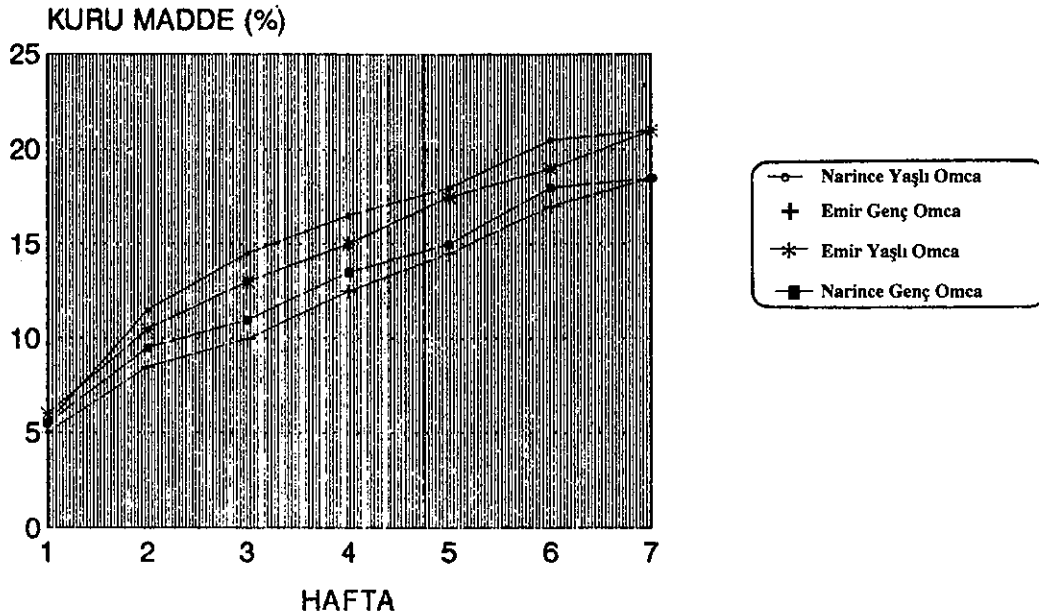 KURU MADDE (%)
25
20
15
10
5
0
1 2 3 4 5 6 7
HAFTA
Narince Yaşlı Omca
Emir Genç Omca
Emir Yaşlı Omca
Narince Genç Omca